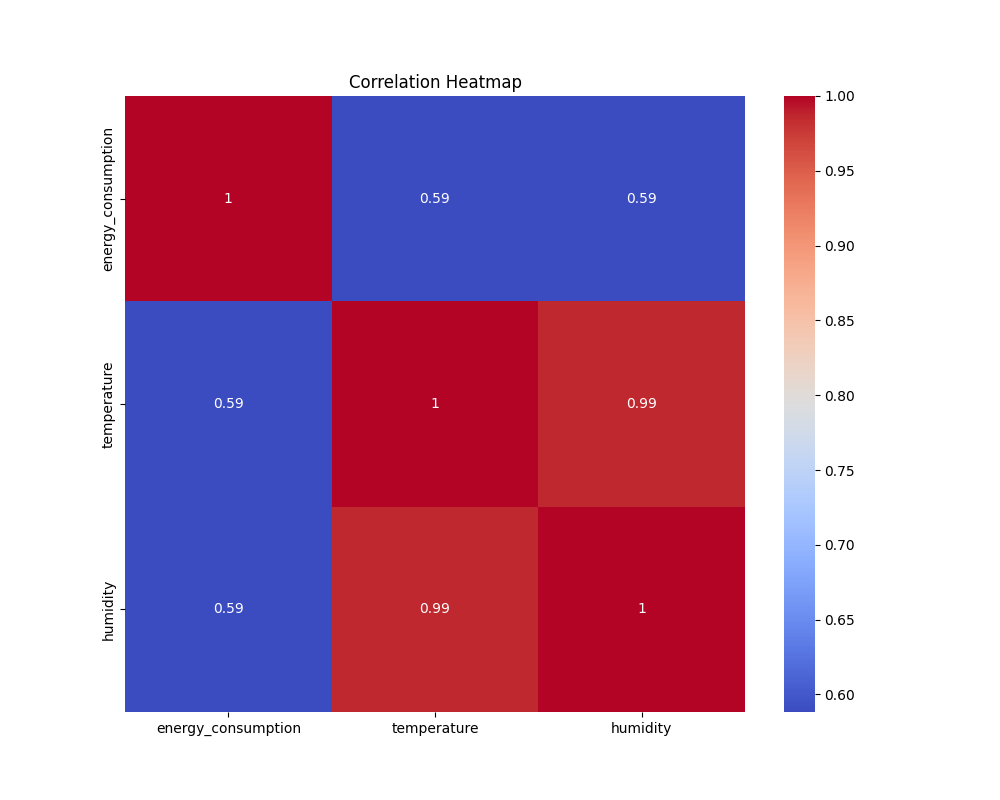 Correlation Heatmap
energy_consumption
temperature
humidity
1 0.59 0.59
0.59 1 0.99
0.59 0.99 1
energy_consumption temperature humidity
1.00
0.95
0.90
0.85
0.80
0.75
0.70
0.65
0.60